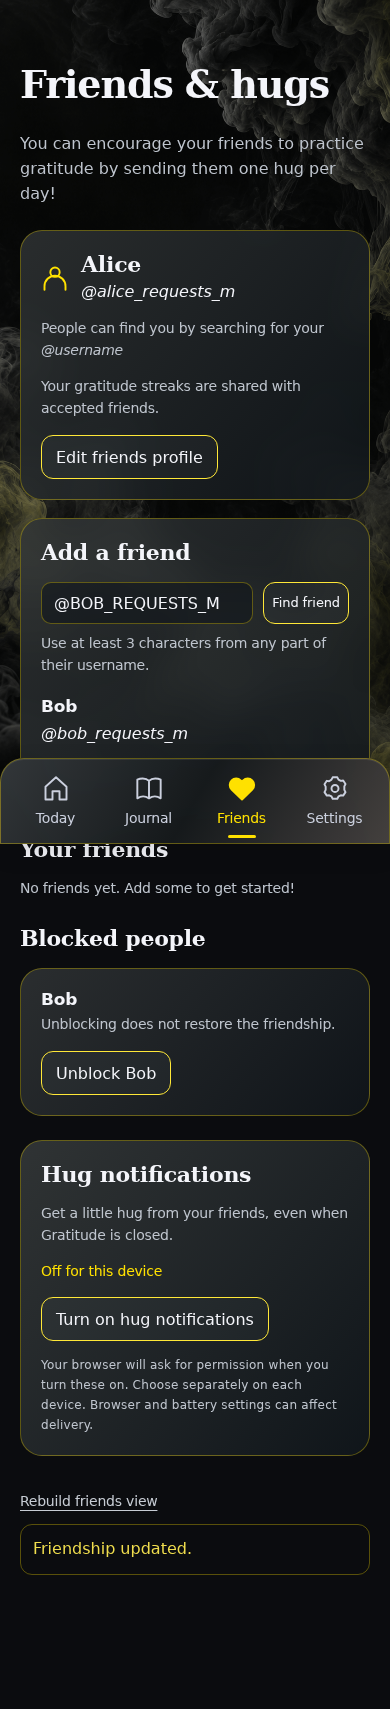 Friends & hugs
You can encourage your friends to practice
gratitude by sending them one hug per
day!
Alice
@alice_requests_m
People can find you by searching for your
@username
Your gratitude streaks are shared with
accepted friends.
Edit friends profile
Add a friend
@BOB_REQUESTS_M
Find friend
Use at least 3 characters from any part of
their username.
Bob
@bob_requests_m
Today
Journal
Friends
Settings
Your friends
No friends yet. Add some to get started!
Blocked people
Bob
Unblocking does not restore the friendship.
Unblock Bob
Hug notifications
Get a little hug from your friends, even when
Gratitude is closed.
Off for this device
Turn on hug notifications
Your browser will ask for permission when you
turn these on. Choose separately on each
device. Browser and battery settings can affect
delivery.
Rebuild friends view
Friendship updated.